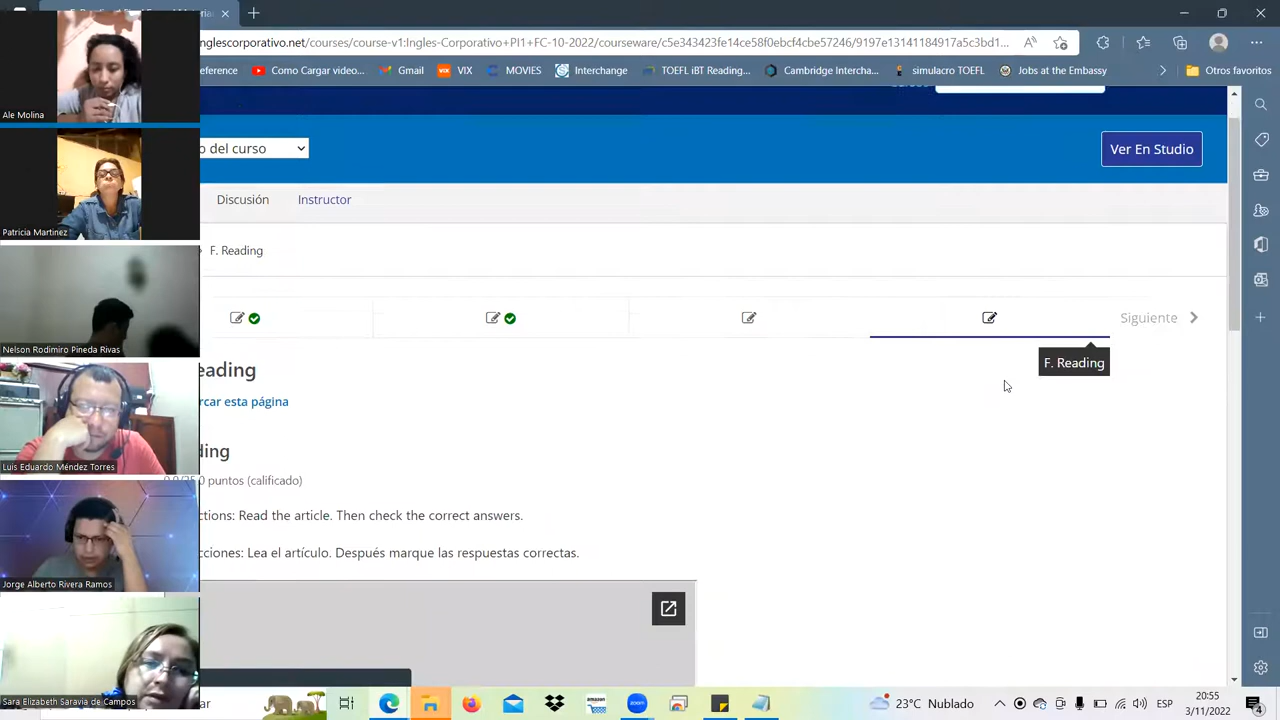 Ale Molina
Patricia Martinez
Nelson Rodimiro Pineda Rivas
Luis Eduardo Méndez Torres
Jorge Alberto Rivera Ramos
Sara Elizabeth Saravia de Campos
nglescorporativo.net/courses/course-v1:Ingles-Corporativo+PI1+FC-10-2022/courseware/c5e343423fe14ce58f0ebcf4cbe57246/9197e13141184917a5c3bd1...
eference Como Cargar video... Gmail VIX MOVIES Interchange TOEFL iBT Reading... Cambridge Intercha... simulacro TOEFL Jobs at the Embassy Otros favoritos
o del curso
Ver En Studio
Discusión Instructor
F. Reading
Siguiente
F. Reading
eading
rcar esta página
ding
puntos (calificado)
ctions: Read the article. Then check the correct answers.
cciones: Lea el artículo. Después marque las respuestas correctas.
ar
amazon
zoom
23°C Nublado
ESP
20:55
3/11/2022
4